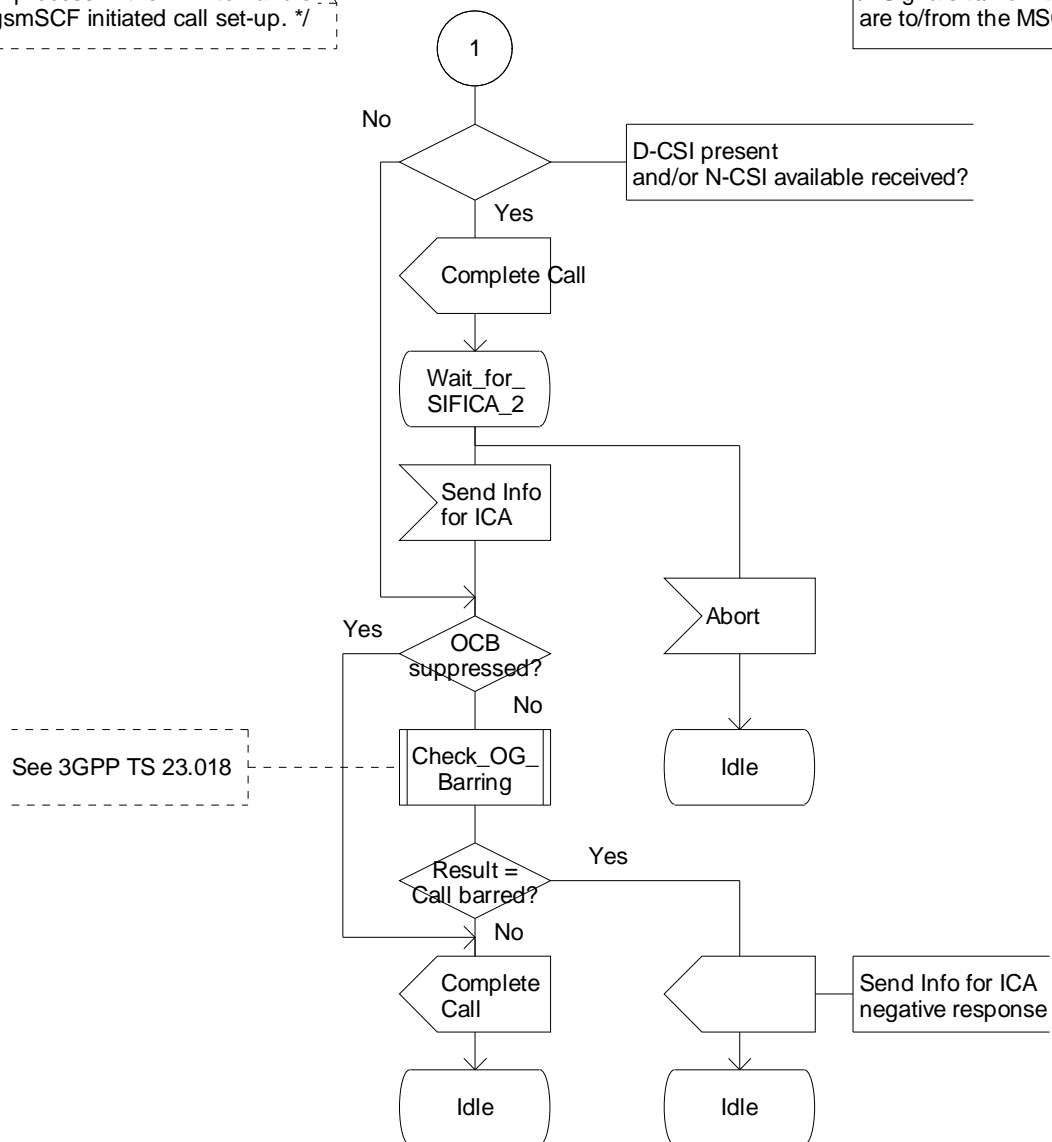 gsmSCF initiated call set-up. */
are to/from the MSC
1
No
D-CSI present
and/or N-CSI available received?
Yes
Complete Call
Wait_for_
SIFICA_2
Send Info
for ICA
Abort
Yes
OCB
suppressed?
No
See 3GPP TS 23.018
Check_OG_
Barring
Idle
Result =
Call barred?
Yes
No
Complete
Call
Send Info for ICA
negative response
Idle
Idle